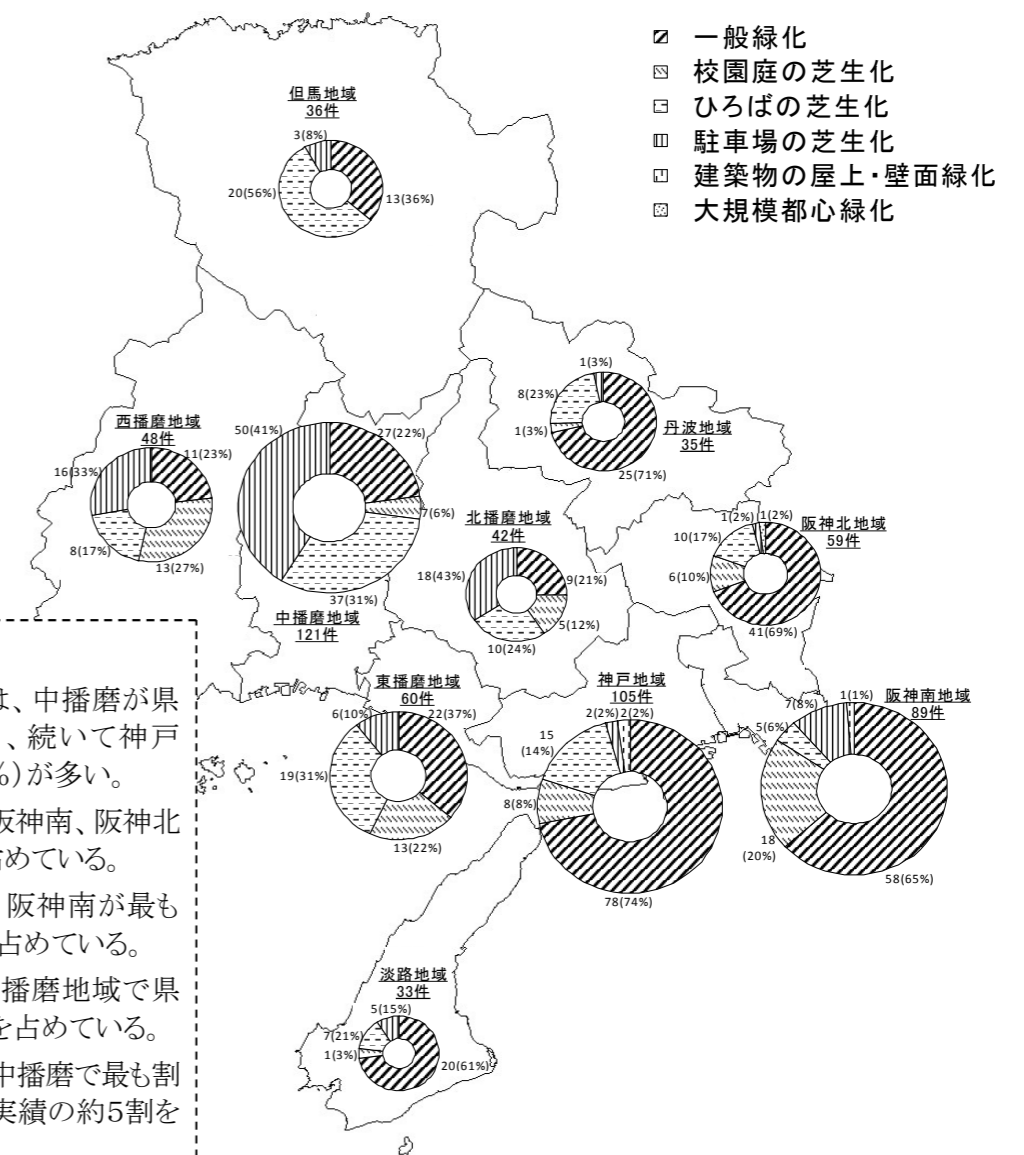 一般緑化
校園庭の芝生化
ひろばの芝生化
駐車場の芝生化
建築物の屋上・壁面緑化
大規模都心緑化
但馬地域
36件
3(8%)
20(56%)
13(36%)
1(3%)
8(23%)
1(3%)
丹波地域
35件
25(71%)
西播磨地域
48件
16(33%)
11(23%)
8(17%)
13(27%)
50(41%)
27(22%)
7(6%)
37(31%)
中播磨地域
121件
北播磨地域
42件
18(43%)
9(21%)
5(12%)
10(24%)
1(2%)
1(2%)
阪神北地域
59件
10(17%)
6(10%)
41(69%)
東播磨地域
60件
6(10%)
22(37%)
19(31%)
13(22%)
神戸地域
105件
2(2%)
2(2%)
15
(14%)
8(8%)
78(74%)
7(8%)
1(1%)
阪神南地域
89件
5(6%)
18
(20%)
58(65%)
淡路地域
33件
5(15%)
7(21%)
1(3%)
20(61%)
は、中播磨が県
、続いて神戸
%)が多い。
阪神南、阪神北
占めている。
阪神南が最も
占めている。
播磨地域で県
を占めている。
中播磨で最も割
実績の約5割を